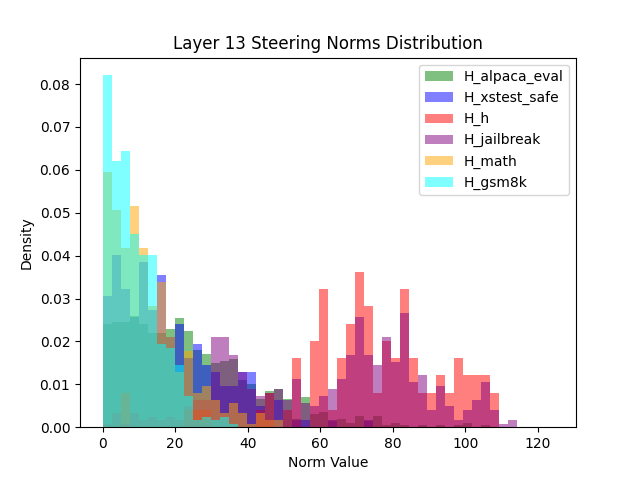 Layer 13 Steering Norms Distribution
H_alpaca_eval
H_xstest_safe
H_h
H_jailbreak
H_math
H_gsm8k
Density
0.08
0.07
0.06
0.05
0.04
0.03
0.02
0.01
0.00
0 20 40 60 80 100 120
Norm Value